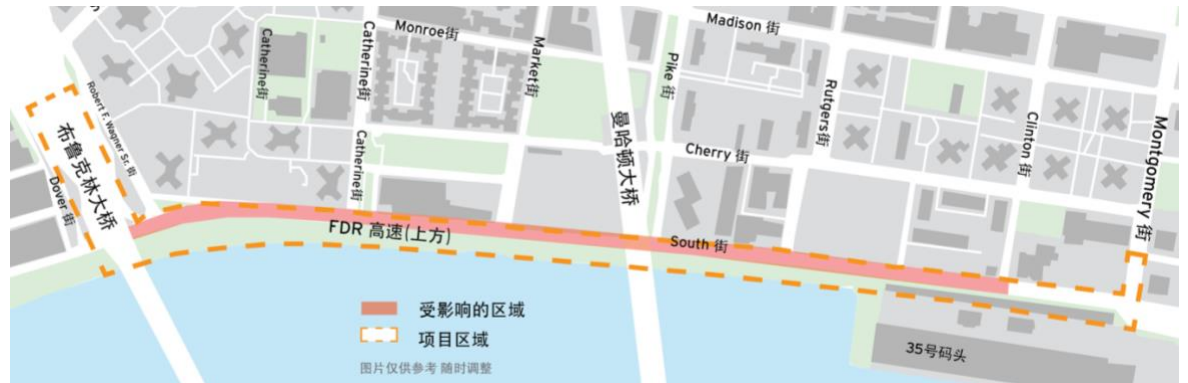 Monroe街
Madison 街
Catherine街
Catherine街
Market街
Pike 街
Rutgers街
Robert F. Wagner Sr. 街
布鲁克林大桥
Dover 街
Catherine街
曼哈顿大桥
Cherry 街
Clinton 街
Montgomery 街
FDR 高速(上方)
South 街
受影响的区域
项目区域
图片仅供参考 随时调整
35号码头